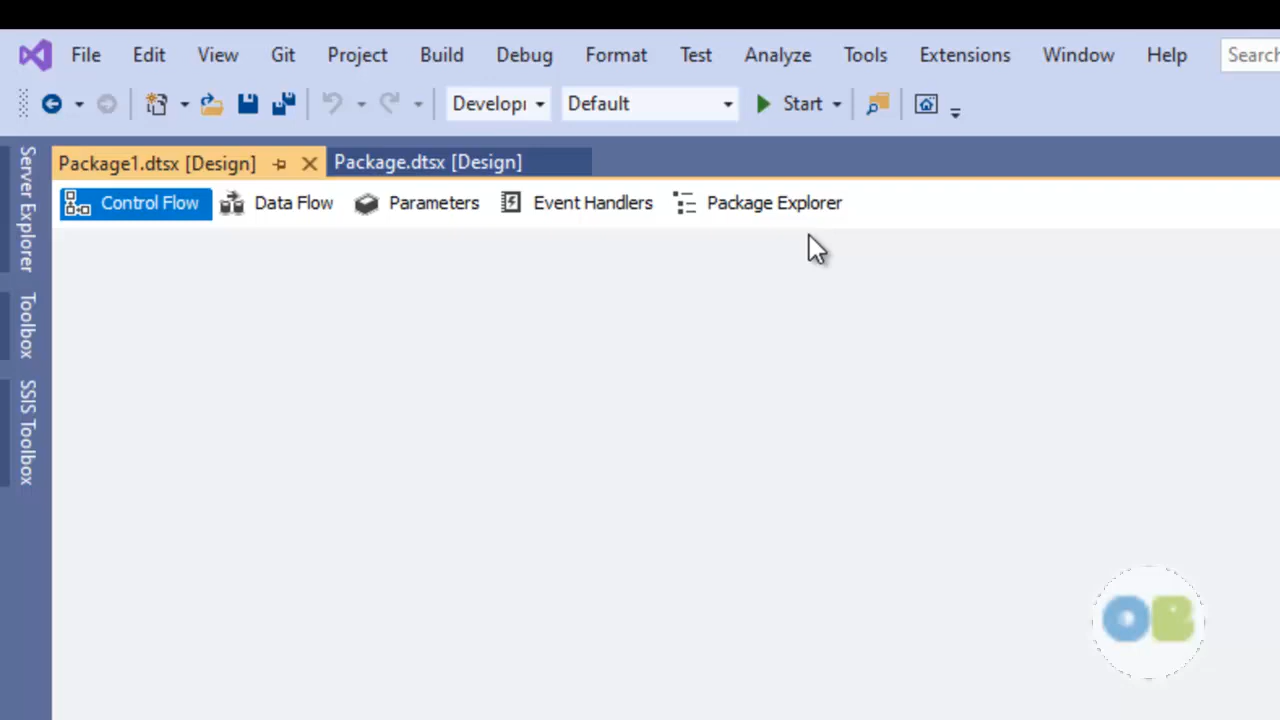 File Edit View Git Project Build Debug Format Test Analyze Tools Extensions Window Help Search
Develop Default Start
Package1.dtsx [Design] Package.dtsx [Design]
Control Flow Data Flow Parameters Event Handlers Package Explorer
Server Explorer
Toolbox
SSIS Toolbox
OB